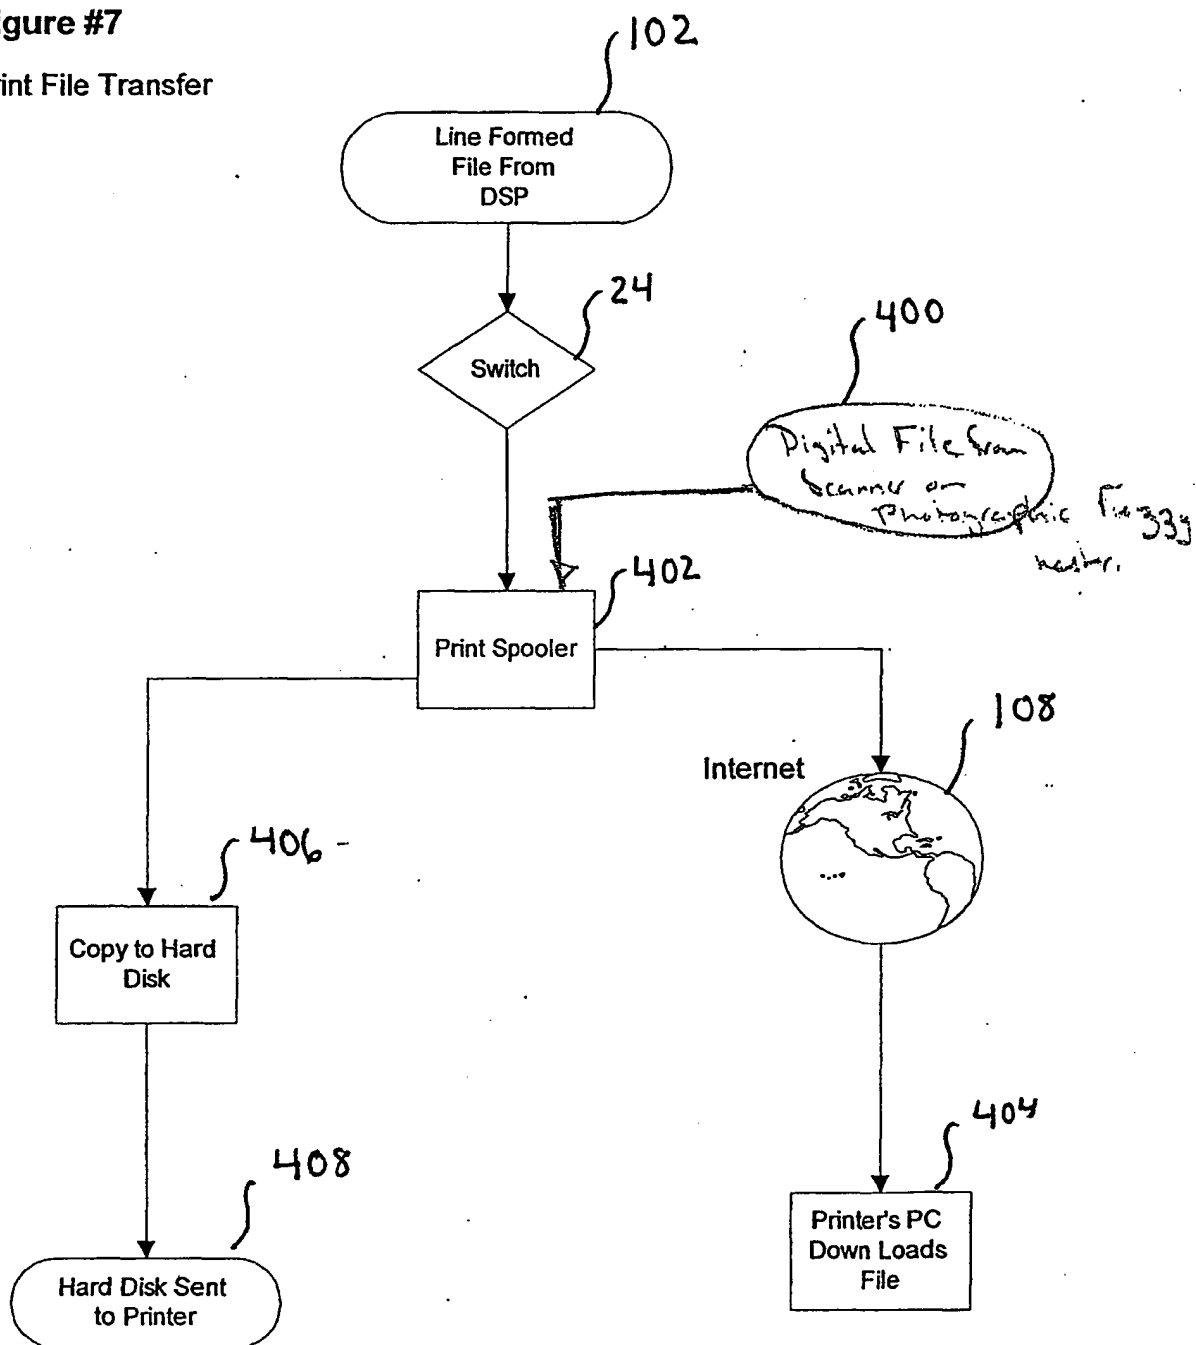 igure #7
102
int File Transfer
Line Formed
File From
DSP
24
Switch
400
Digital File from
Scanner or
Photographic
402
Print Spooler
108
Internet
406 -
Copy to Hard
Disk
404
Printer's PC
Down Loads
File
408
Hard Disk Sent
to Printer